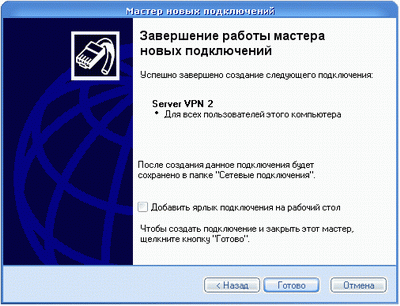 Мастер новых подключений
Завершение работы мастера
новых подключений
Успешно завершено создание следующего подключения:
Server VPN 2
• Для всех пользователей этого компьютера
После создания данное подключения будет
сохранено в папке "Сетевые подключения".
Добавить ярлык подключения на рабочий стол
Чтобы создать подключение и закрыть этот мастер,
щелкните кнопку "Готово".
< Назад Готово Отмена